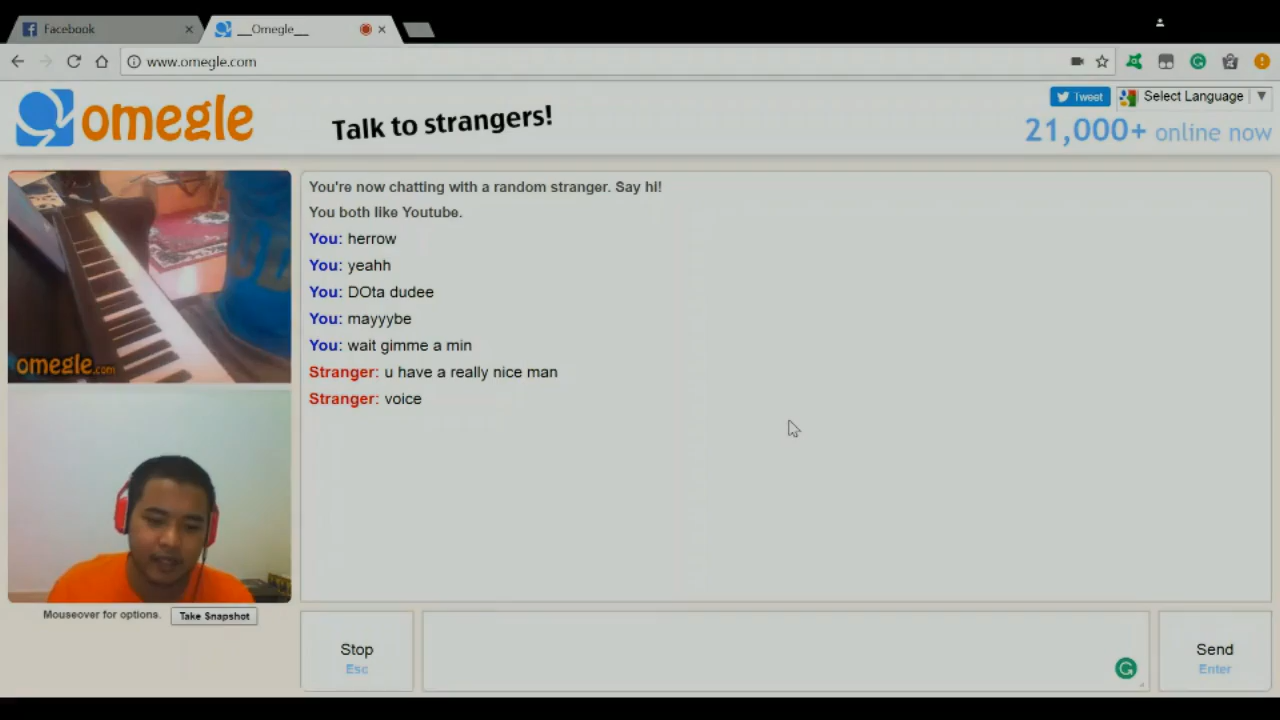 Facebook
__Omegle__
www.omegle.com
omegle
Talk to strangers!
Tweet
Select Language
21,000+ online now
You're now chatting with a random stranger. Say hi!
You both like Youtube.
You: herrow
You: yeahh
You: DOta dudee
You: mayyybe
You: wait gimme a min
Stranger: u have a really nice man
Stranger: voice
omegle.com
Mouseover for options.
Take Snapshot
Stop
Esc
Send
Enter